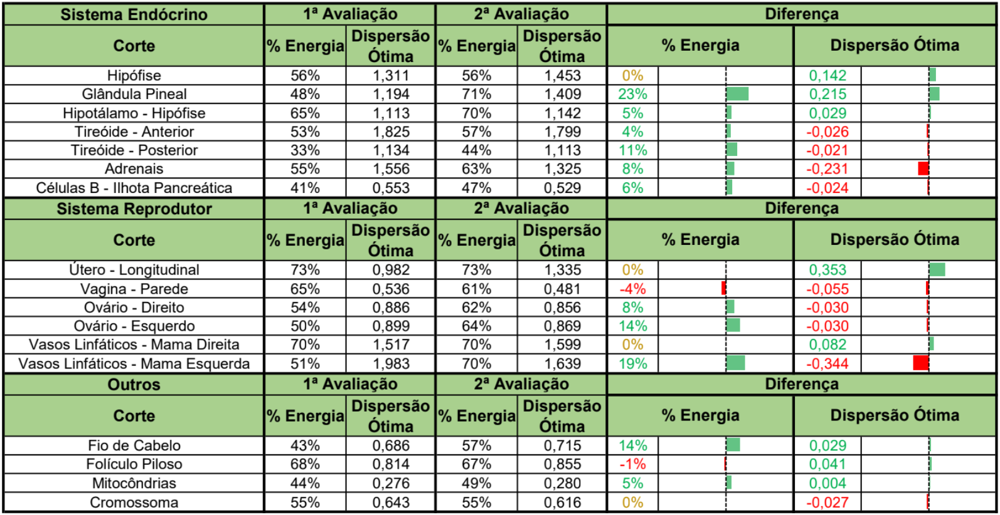 Sistema Endócrino 1ª Avaliação 2ª Avaliação Diferença
Corte % Energia Dispersão Ótima % Energia Dispersão Ótima % Energia Dispersão Ótima
Hipófise 56% 1,311 56% 1,453 0% 0,142
Glândula Pineal 48% 1,194 71% 1,409 23% 0,215
Hipotálamo - Hipófise 65% 1,113 70% 1,142 5% 0,029
Tireóide - Anterior 53% 1,825 57% 1,799 4% -0,026
Tireóide - Posterior 33% 1,134 44% 1,113 11% -0,021
Adrenais 55% 1,556 63% 1,325 8% -0,231
Células B - Ilhota Pancreática 41% 0,553 47% 0,529 6% -0,024
Sistema Reprodutor 1ª Avaliação 2ª Avaliação Diferença
Corte % Energia Dispersão Ótima % Energia Dispersão Ótima % Energia Dispersão Ótima
Útero - Longitudinal 73% 0,982 73% 1,335 0% 0,353
Vagina - Parede 65% 0,536 61% 0,481 -4% -0,055
Ovário - Direito 54% 0,886 62% 0,856 8% -0,030
Ovário - Esquerdo 50% 0,899 64% 0,869 14% -0,030
Vasos Linfáticos - Mama Direita 70% 1,517 70% 1,599 0% 0,082
Vasos Linfáticos - Mama Esquerda 51% 1,983 70% 1,639 19% -0,344
Outros 1ª Avaliação 2ª Avaliação Diferença
Corte % Energia Dispersão Ótima % Energia Dispersão Ótima % Energia Dispersão Ótima
Fio de Cabelo 43% 0,686 57% 0,715 14% 0,029
Folículo Piloso 68% 0,814 67% 0,855 -1% 0,041
Mitocôndrias 44% 0,276 49% 0,280 5% 0,004
Cromossoma 55% 0,643 55% 0,616 0% -0,027